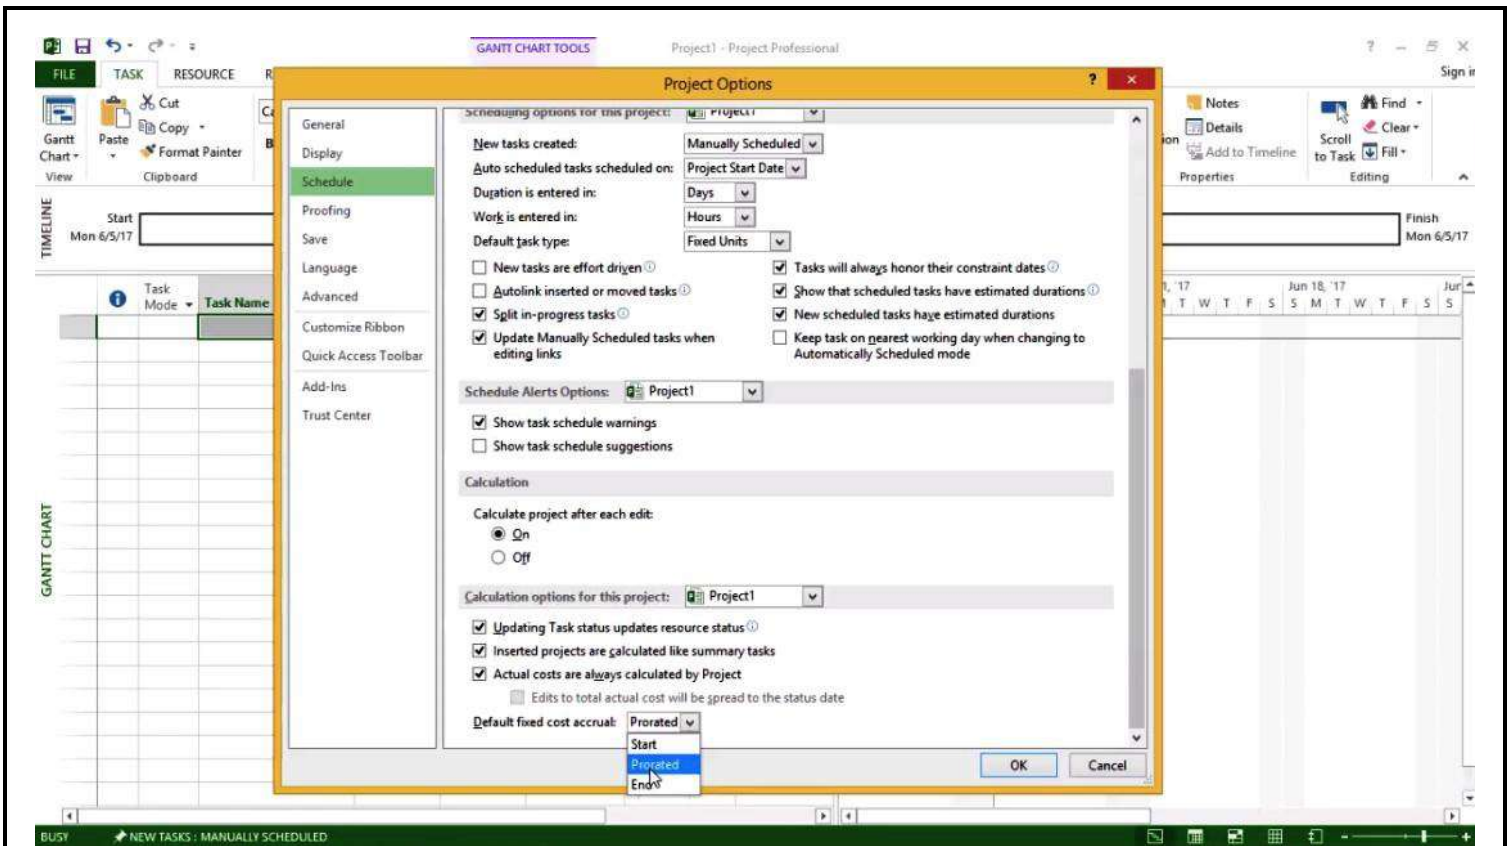 GANTT CHART TOOLS
Project1 - Project Professional
?
Sign in
FILE TASK RESOURCE R
Project Options
?
Gantt Chart
View
Paste
Cut
Copy
Format Painter
Clipboard
Ca
B
ion
Notes
Details
Add to Timeline
Properties
Scroll to Task
Find
Clear
Fill
Editing
TIMELINE
Start
Mon 6/5/17
Finish
Mon 6/5/17
GANTT CHART
Task Mode
Task Name
1, '17
Jun 18, '17
T W T F S S M T W T F S S
General
Display
Schedule
Proofing
Save
Language
Advanced
Customize Ribbon
Quick Access Toolbar
Add-Ins
Trust Center
Scheduling options for this project: Project1
New tasks created: Manually Scheduled
Auto scheduled tasks scheduled on: Project Start Date
Duration is entered in: Days
Work is entered in: Hours
Default task type: Fixed Units
New tasks are effort driven
Autolink inserted or moved tasks
Split in-progress tasks
Update Manually Scheduled tasks when
editing links
Tasks will always honor their constraint dates
Show that scheduled tasks have estimated durations
New scheduled tasks have estimated durations
Keep task on nearest working day when changing to
Automatically Scheduled mode
Schedule Alerts Options: Project1
Show task schedule warnings
Show task schedule suggestions
Calculation
Calculate project after each edit:
On
Off
Calculation options for this project: Project1
Updating Task status updates resource status
Inserted projects are calculated like summary tasks
Actual costs are always calculated by Project
Edits to total actual cost will be spread to the status date
Default fixed cost accrual: Prorated
Start
Prorated
End
OK
Cancel
BUSY
NEW TASKS : MANUALLY SCHEDULED